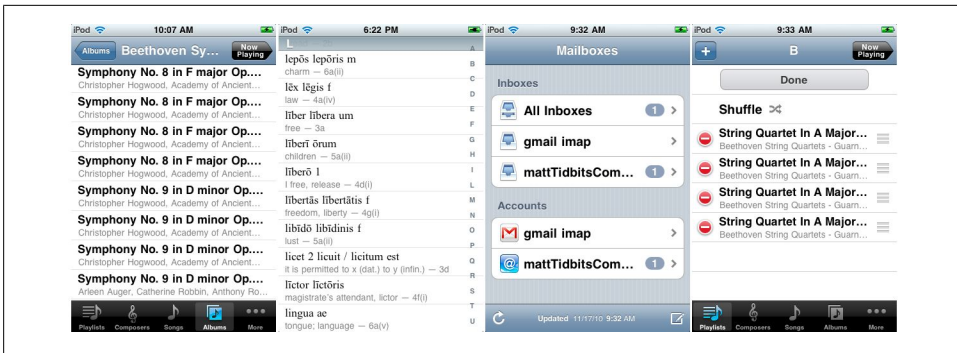 iPod 10:07 AM
Albums Beethoven Sy... Now Playing
Symphony No. 8 in F major Op....
Christopher Hogwood, Academy of Ancient...
Symphony No. 8 in F major Op....
Christopher Hogwood, Academy of Ancient...
Symphony No. 8 in F major Op....
Christopher Hogwood, Academy of Ancient...
Symphony No. 8 in F major Op....
Christopher Hogwood, Academy of Ancient...
Symphony No. 9 in D minor Op....
Christopher Hogwood, Academy of Ancient...
Symphony No. 9 in D minor Op....
Christopher Hogwood, Academy of Ancient...
Symphony No. 9 in D minor Op....
Christopher Hogwood, Academy of Ancient...
Symphony No. 9 in D minor Op....
Arleen Auger, Catherine Robbin, Anthony Ro...
Playlists Composers Songs Albums More
iPod 6:22 PM
L
lepōs lepōris m
charm — 6a(ii)
lēx lēgis f
law — 4a(iv)
līber lībera um
free — 3a
līberī ōrum
children — 5a(ii)
līberō 1
I free, release — 4d(i)
lībertās lībertātis f
freedom, liberty — 4g(i)
libīdō libīdinis f
lust — 5a(ii)
licet 2 licuit / licitum est
it is permitted to x (dat.) to y (infin.) — 3d
līctor līctōris
magistrate's attendant, lictor — 4f(i)
lingua ae
tongue; language — 6a(v)
A
B
C
D
E
F
G
H
I
L
M
N
O
P
Q
R
S
T
U
iPod 9:32 AM
Mailboxes
Inboxes
All Inboxes 1
gmail imap
mattTidbitsCom... 1
Accounts
gmail imap
mattTidbitsCom... 1
Updated 11/17/10 9:32 AM
iPod 9:33 AM
+ B Now Playing
Done
Shuffle
String Quartet In A Major...
Beethoven String Quartets - Guarn...
String Quartet In A Major...
Beethoven String Quartets - Guarn...
String Quartet In A Major...
Beethoven String Quartets - Guarn...
String Quartet In A Major...
Beethoven String Quartets - Guarn...
Playlists Composers Songs Albums More